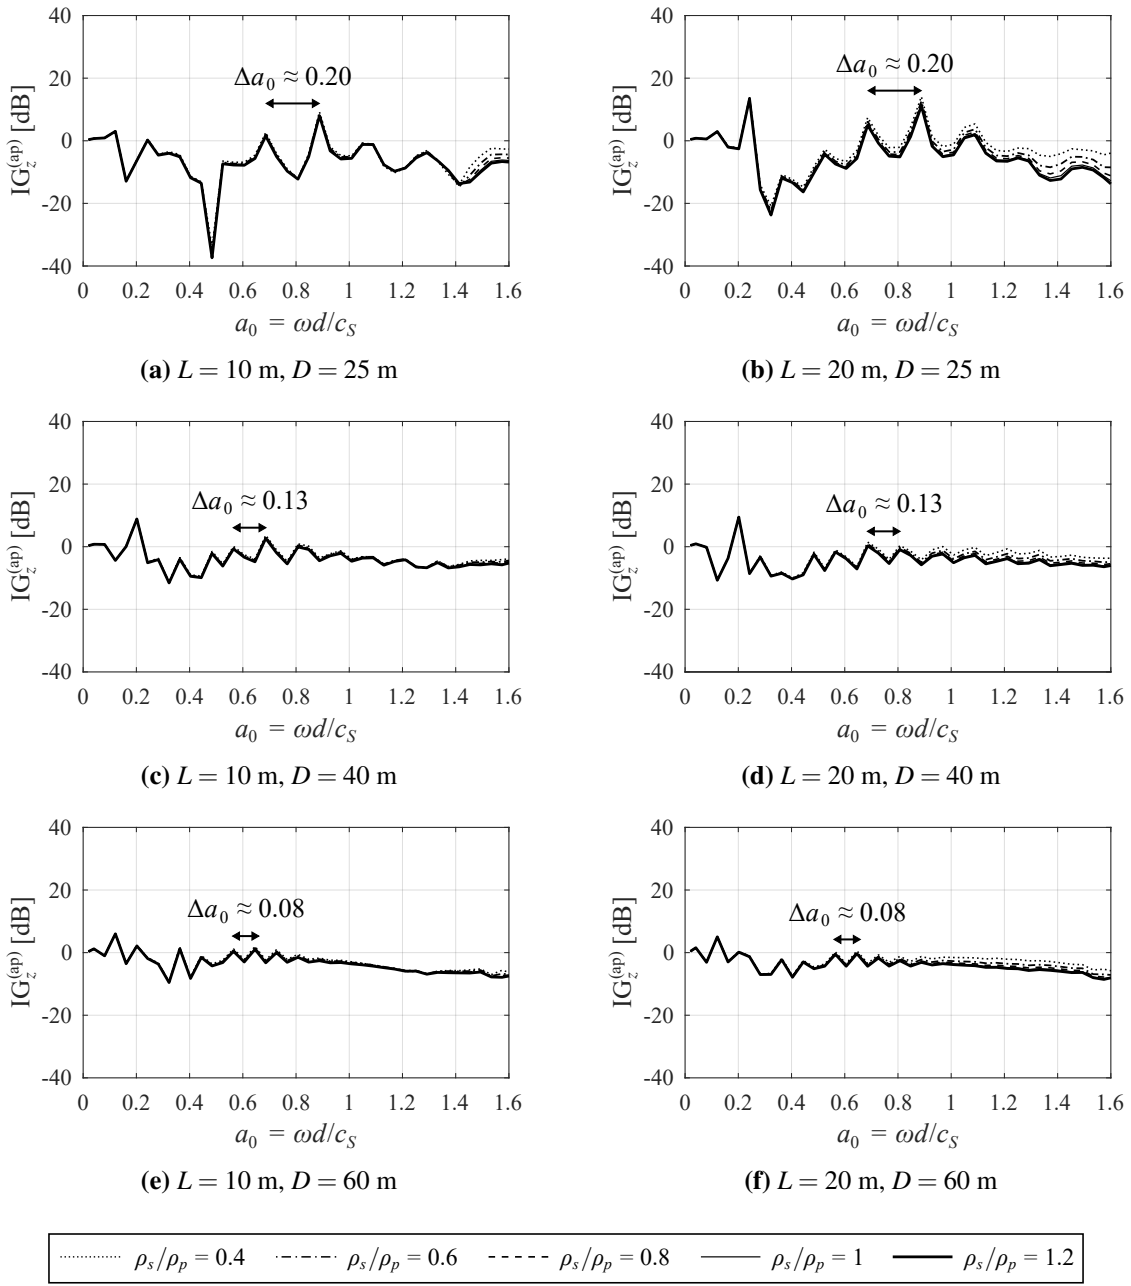 40
20
0
-20
-40
IG_z^(ap) [dB]
Δa_0 ≈ 0.20
0 0.2 0.4 0.6 0.8 1 1.2 1.4 1.6
a_0 = ωd/c_S
(a) L = 10 m, D = 25 m
40
20
0
-20
-40
IG_z^(ap) [dB]
Δa_0 ≈ 0.20
0 0.2 0.4 0.6 0.8 1 1.2 1.4 1.6
a_0 = ωd/c_S
(b) L = 20 m, D = 25 m
40
20
0
-20
-40
IG_z^(ap) [dB]
Δa_0 ≈ 0.13
0 0.2 0.4 0.6 0.8 1 1.2 1.4 1.6
a_0 = ωd/c_S
(c) L = 10 m, D = 40 m
40
20
0
-20
-40
IG_z^(ap) [dB]
Δa_0 ≈ 0.13
0 0.2 0.4 0.6 0.8 1 1.2 1.4 1.6
a_0 = ωd/c_S
(d) L = 20 m, D = 40 m
40
20
0
-20
-40
IG_z^(ap) [dB]
Δa_0 ≈ 0.08
0 0.2 0.4 0.6 0.8 1 1.2 1.4 1.6
a_0 = ωd/c_S
(e) L = 10 m, D = 60 m
40
20
0
-20
-40
IG_z^(ap) [dB]
Δa_0 ≈ 0.08
0 0.2 0.4 0.6 0.8 1 1.2 1.4 1.6
a_0 = ωd/c_S
(f) L = 20 m, D = 60 m
ρ_s/ρ_p = 0.4 ρ_s/ρ_p = 0.6 ρ_s/ρ_p = 0.8 ρ_s/ρ_p = 1 ρ_s/ρ_p = 1.2